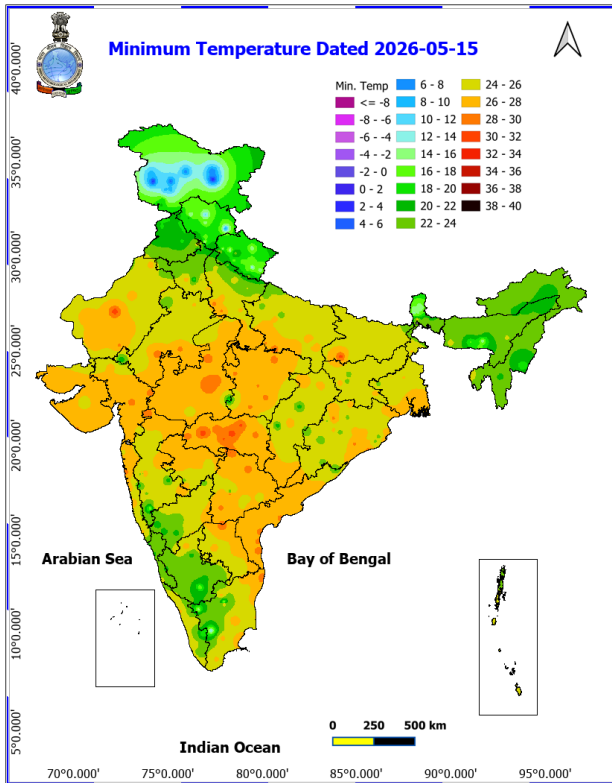 Minimum Temperature Dated 2026-05-15
Min. Temp
<= -8
-8 - -6
-6 - -4
-4 - -2
-2 - 0
0 - 2
2 - 4
4 - 6
6 - 8
8 - 10
10 - 12
12 - 14
14 - 16
16 - 18
18 - 20
20 - 22
22 - 24
24 - 26
26 - 28
28 - 30
30 - 32
32 - 34
34 - 36
36 - 38
38 - 40
40°0.000'
35°0.000'
30°0.000'
25°0.000'
20°0.000'
15°0.000'
10°0.000'
5°0.000'
Arabian Sea
Bay of Bengal
Indian Ocean
0 250 500 km
70°0.000' 75°0.000' 80°0.000' 85°0.000' 90°0.000' 95°0.000'